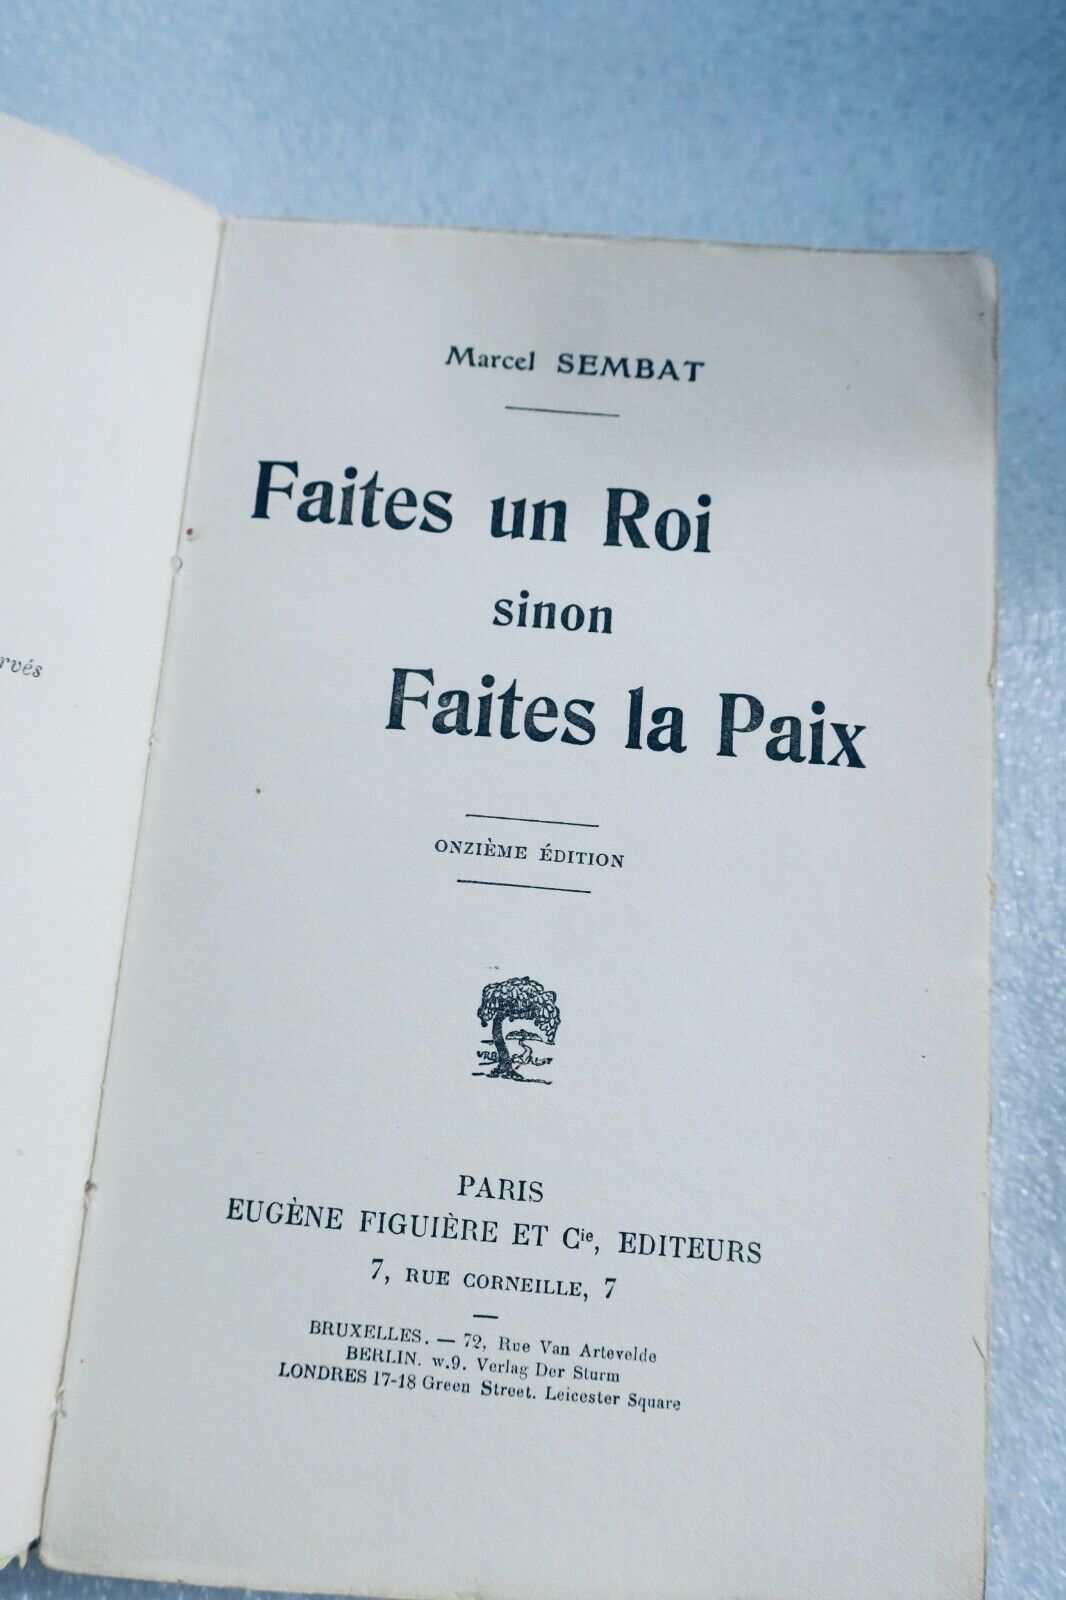 rvés
Marcel SEMBAT
Faites un Roi
sinon
Faites la Paix
ONZIÈME ÉDITION
PARIS
EUGÈNE FIGUIÈRE ET Cie, EDITEURS
7, RUE CORNEILLE, 7
BRUXELLES. — 72, Rue Van Artevelde
BERLIN. w.9. Verlag Der Sturm
LONDRES 17-18 Green Street. Leicester Square